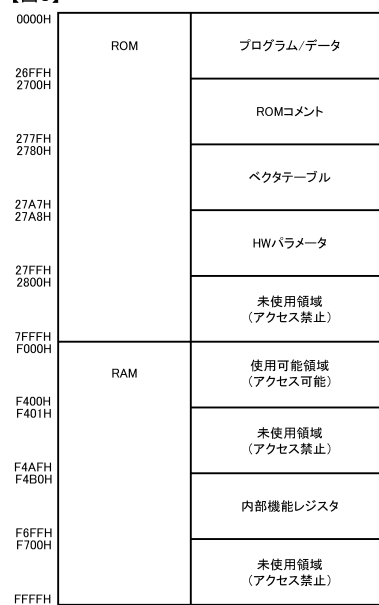 0000H
ROM
プログラム/データ
26FFH
2700H
ROMコメント
277FH
2780H
ベクタテーブル
27A7H
27A8H
HWパラメータ
27FFH
2800H
未使用領域
(アクセス禁止)
7FFFH
F000H
RAM
使用可能領域
(アクセス可能)
F400H
F401H
未使用領域
(アクセス禁止)
F4AFH
F4B0H
内部機能レジスタ
F6FFH
F700H
未使用領域
(アクセス禁止)
FFFFH